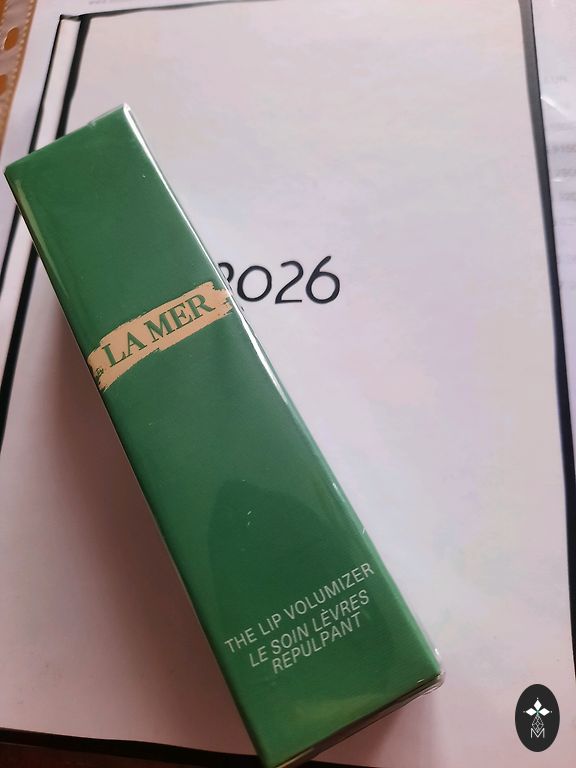 2026
LA MER
THE LIP VOLUMIZER
LE SOIN LÈVRES
REPULPANT